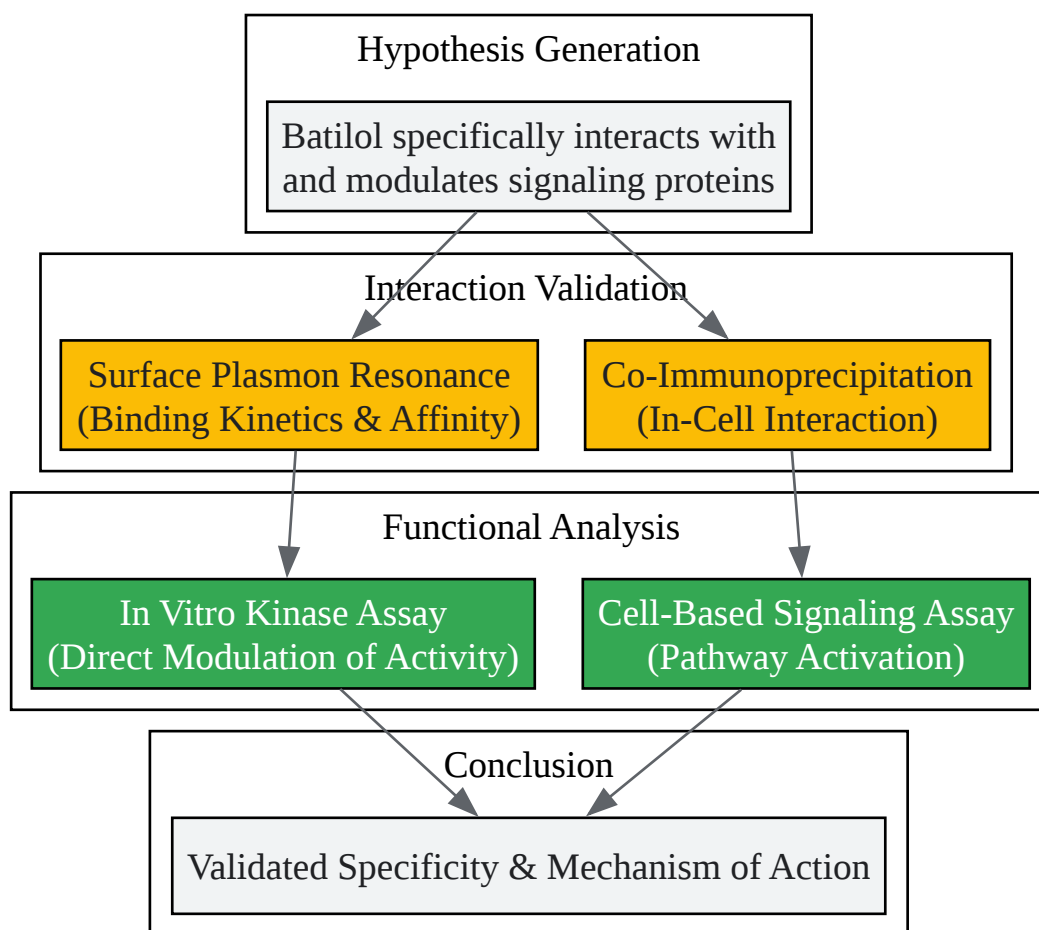 Hypothesis Generation
Batilol specifically interacts with
and modulates signaling proteins
Interaction Validation
Surface Plasmon Resonance
(Binding Kinetics & Affinity)
Co-Immunoprecipitation
(In-Cell Interaction)
Functional Analysis
In Vitro Kinase Assay
(Direct Modulation of Activity)
Cell-Based Signaling Assay
(Pathway Activation)
Conclusion
Validated Specificity & Mechanism of Action